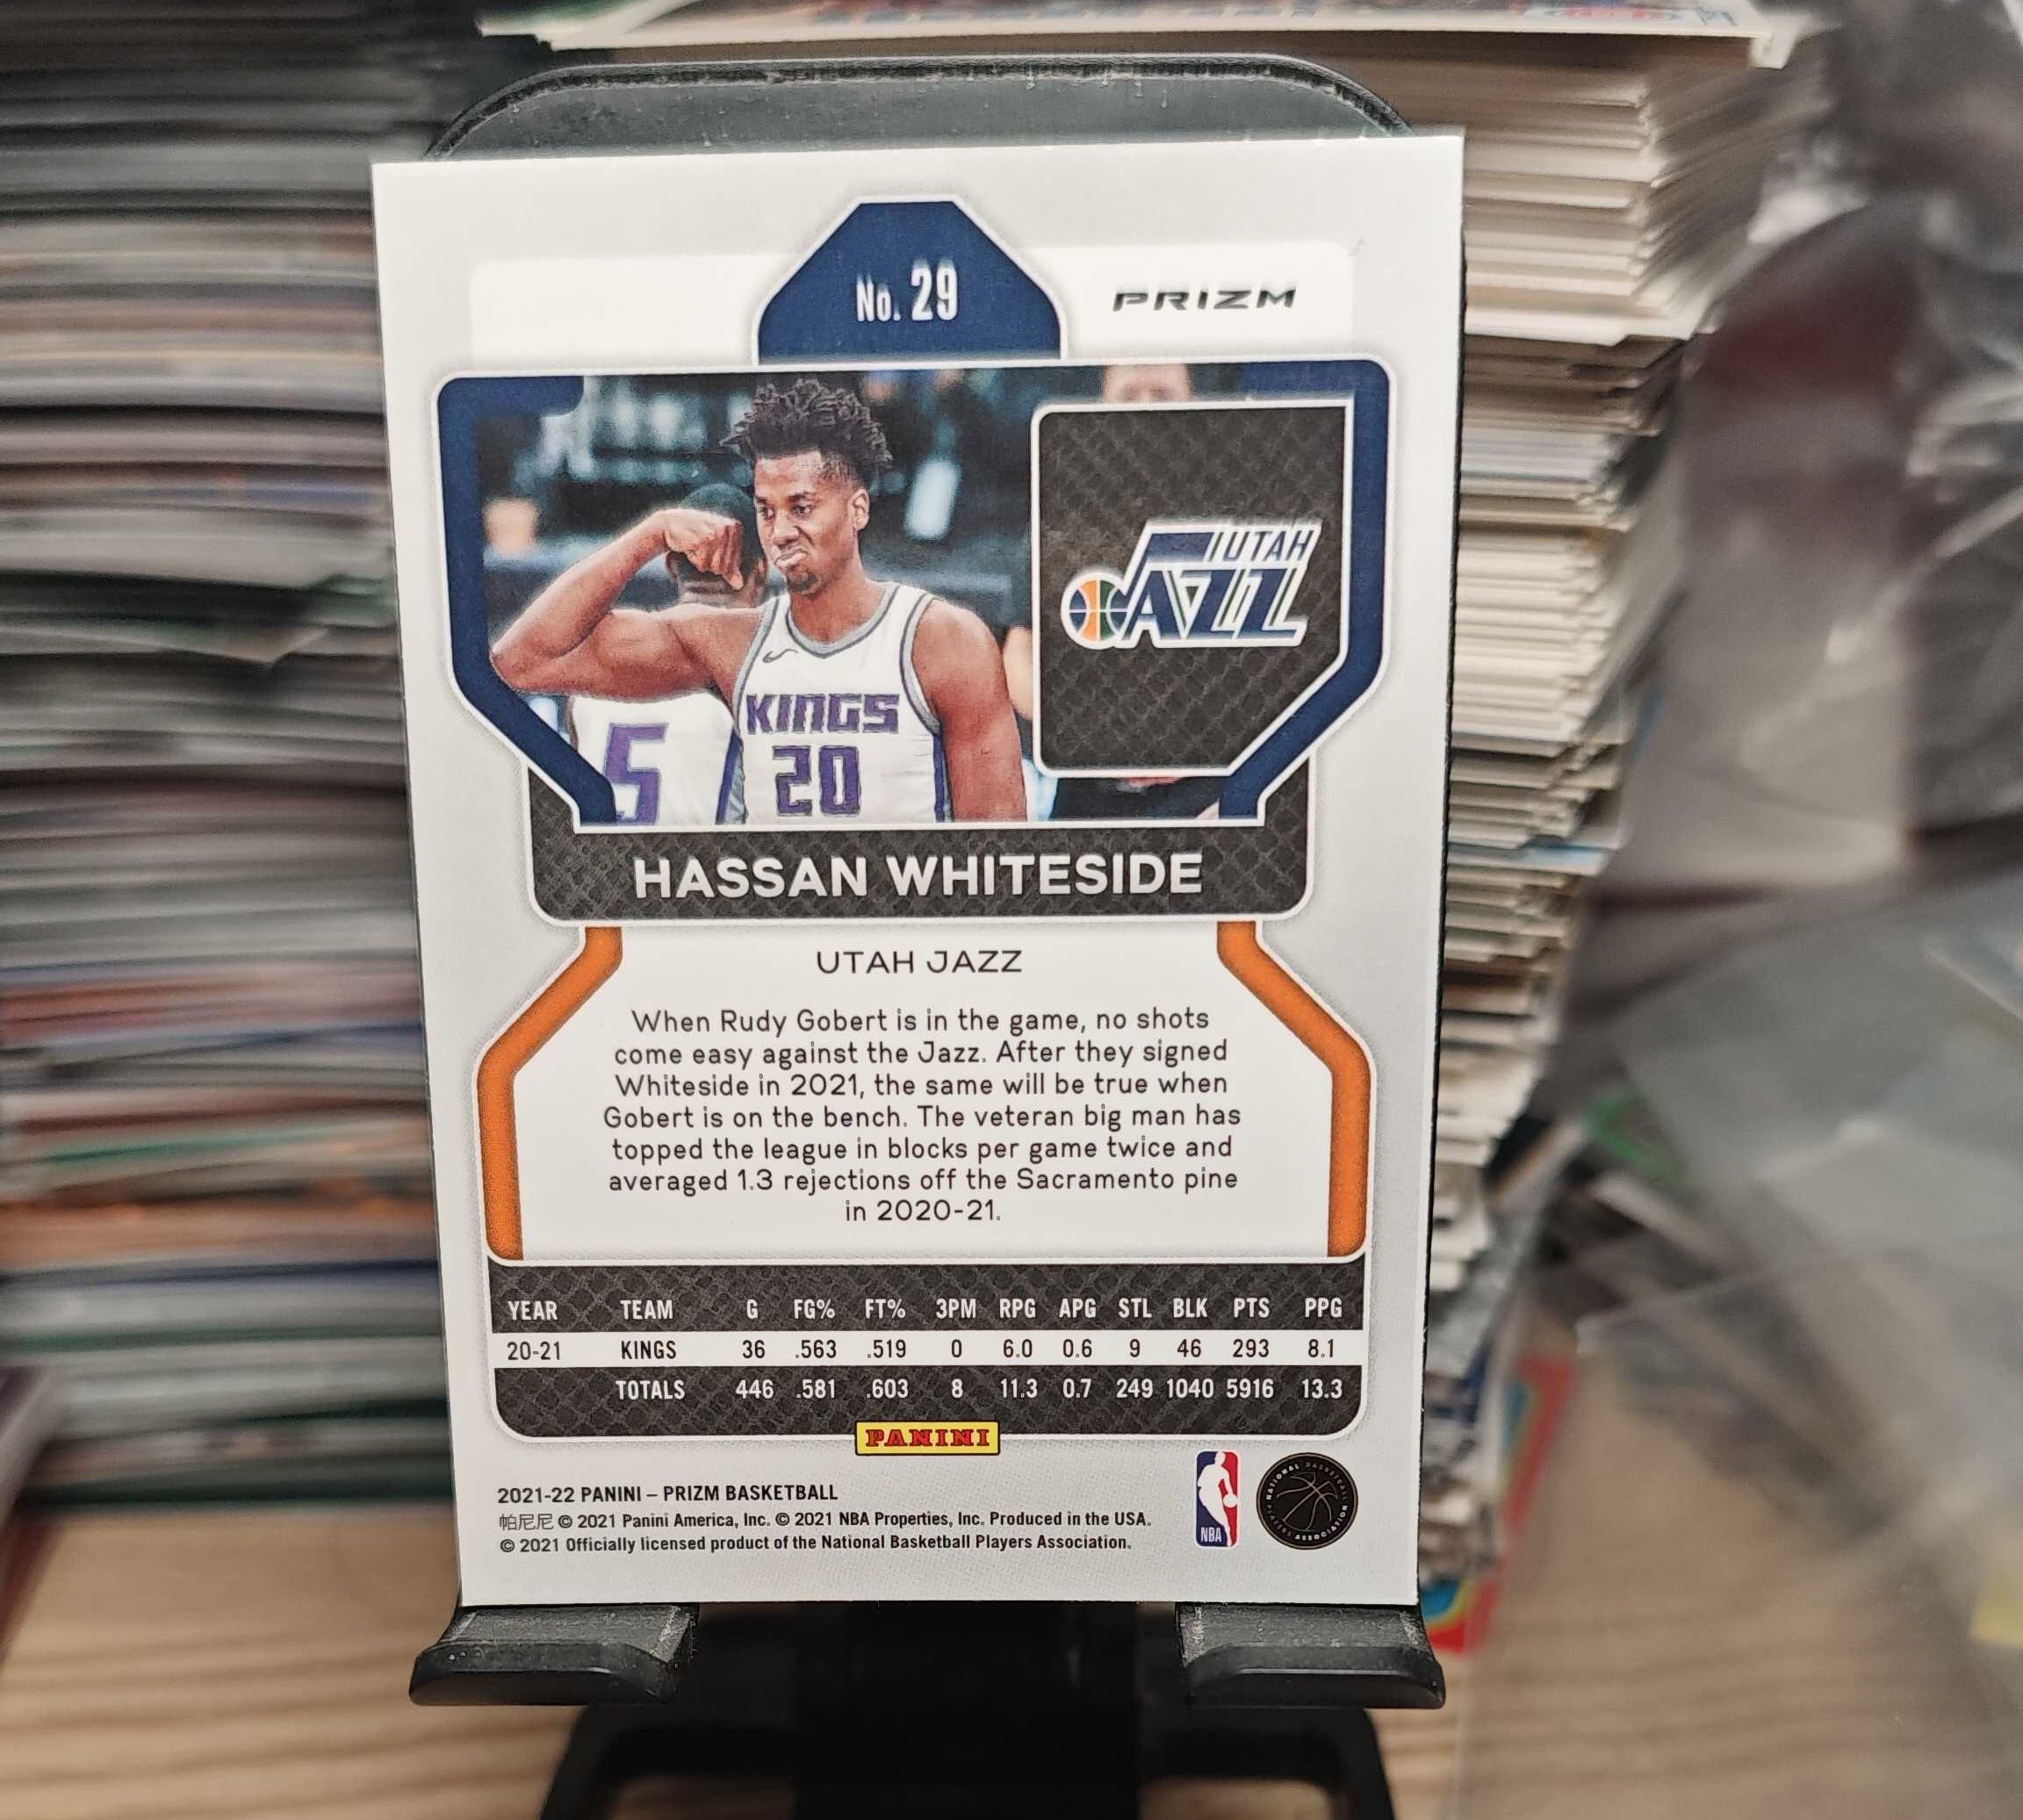 No. 29
PRIZM
UTAH
JAZZ
KINGS
5
20
HASSAN WHITESIDE
UTAH JAZZ
When Rudy Gobert is in the game, no shots
come easy against the Jazz. After they signed
Whiteside in 2021, the same will be true when
Gobert is on the bench. The veteran big man has
topped the league in blocks per game twice and
averaged 1.3 rejections off the Sacramento pine
in 2020-21.
YEAR TEAM G FG% FT% 3PM RPG APG STL BLK PTS PPG
20-21 KINGS 36 .563 .519 0 6.0 0.6 9 46 293 8.1
TOTALS 446 .581 .603 8 11.3 0.7 249 1040 5916 13.3
PANINI
2021-22 PANINI – PRIZM BASKETBALL
帕尼尼 © 2021 Panini America, Inc. © 2021 NBA Properties, Inc. Produced in the USA.
© 2021 Officially licensed product of the National Basketball Players Association.
NBA
NATIONAL BASKETBALL
PLAYERS ASSOCIATION